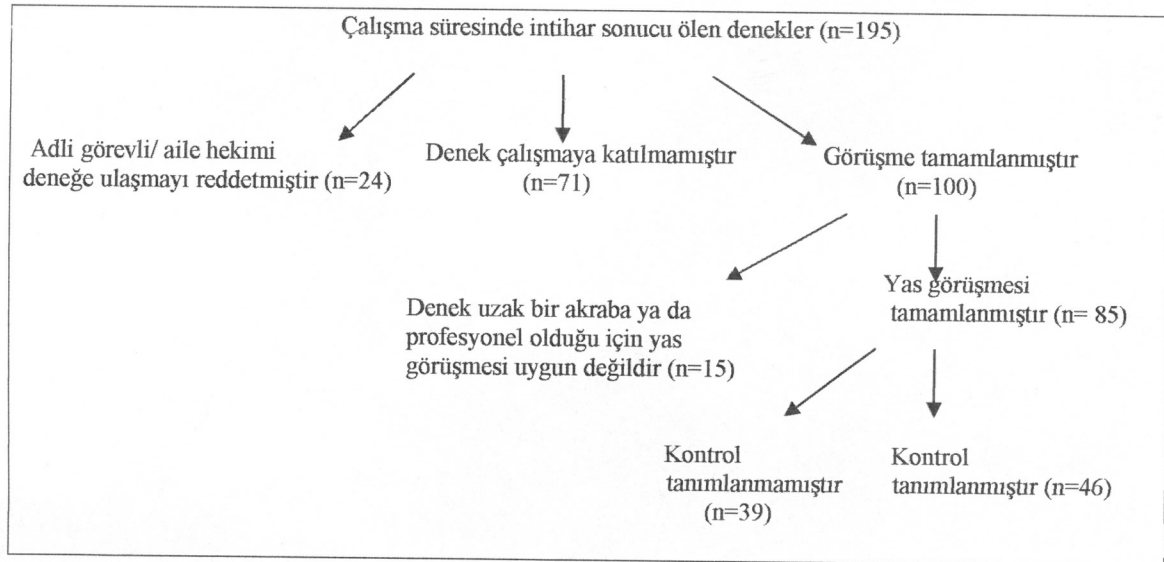 Çalışma süresinde intihar sonucu ölen denekler (n=195)
Adli görevli/ aile hekimi
deneğe ulaşmayı reddetmiştir (n=24)
Denek çalışmaya katılmamıştır
(n=71)
Görüşme tamamlanmıştır
(n=100)
Denek uzak bir akraba ya da
profesyonel olduğu için yas
görüşmesi uygun değildir (n=15)
Yas görüşmesi
tamamlanmıştır (n= 85)
Kontrol
tanımlanmamıştır
(n=39)
Kontrol
tanımlanmıştır (n=46)